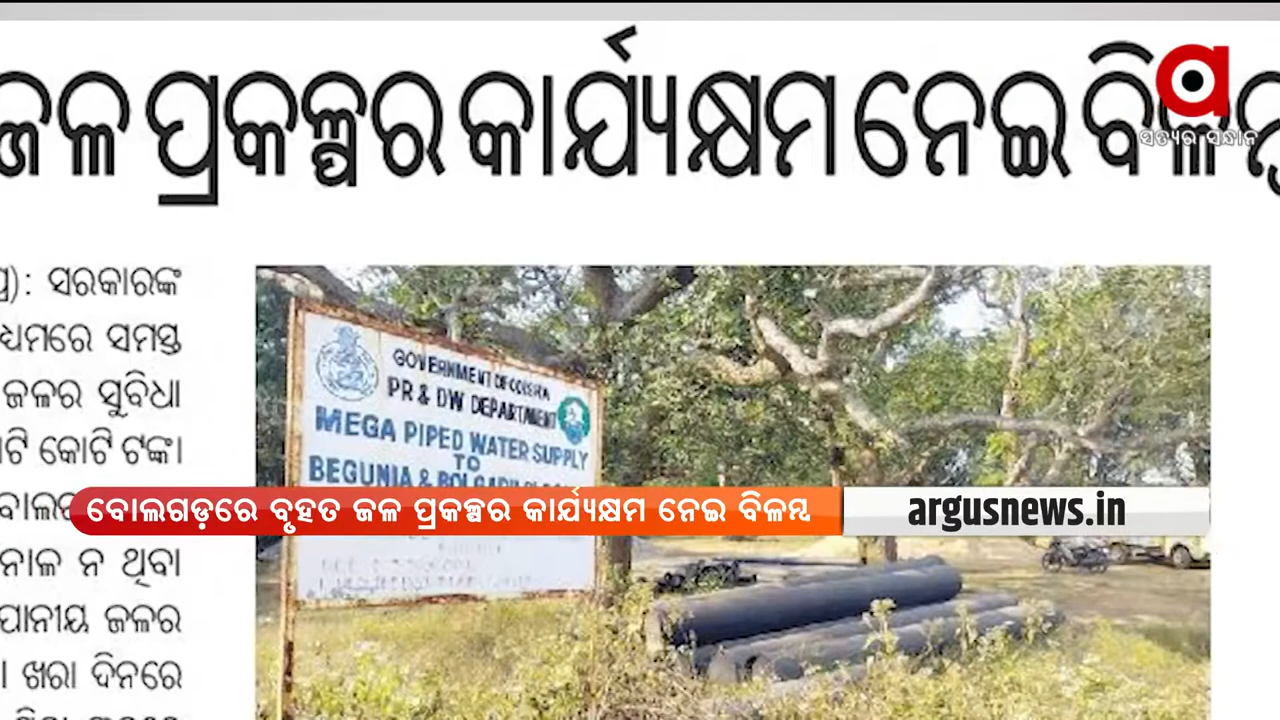 ଜଳ ପ୍ରକଳ୍ପର କାର୍ଯ୍ୟକ୍ଷମ ନେଇ ବିଳମ୍ବ
ସତ୍ୟର ସନ୍ଧାନ
ସରକାରଙ୍କ
ସମସ୍ତ
ଜଳର ସୁବିଧା
କୋଟି ଟଙ୍କା
ନାଳ ନ ଥିବା
ପାନୀୟ ଜଳର
ଖରା ଦିନରେ
GOVERNMENT OF ODISHA
PR & DW DEPARTMENT
MEGA PIPED WATER SUPPLY
TO
BEGUNIA &
ବୋଲଗଡ଼ରେ ବୃହତ ଜଳ ପ୍ରକଳ୍ପର କାର୍ଯ୍ୟକ୍ଷମ ନେଇ ବିଳମ୍ବ
argusnews.in